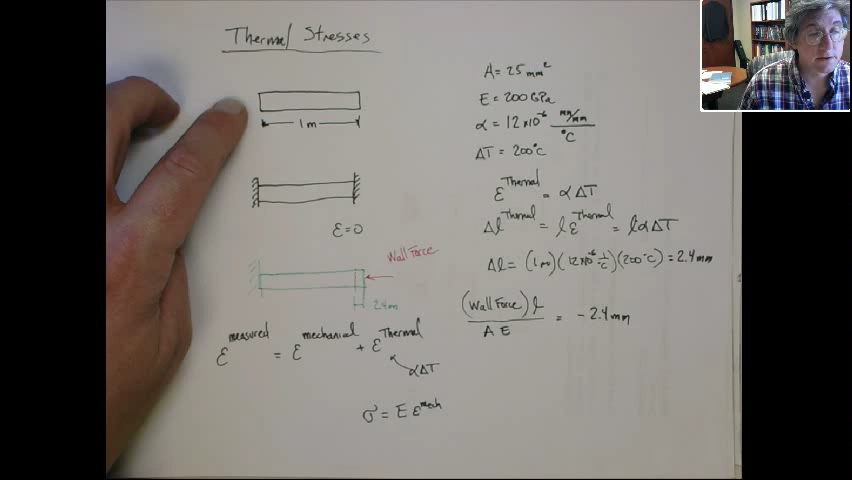 Thermal Stresses
1m
ε=0
Wall Force
2.4mm
ε^measured = ε^mechanical + ε^Thermal
αΔT
σ = E ε^mech
A = 25 mm²
E = 200 GPa
α = 12×10⁻⁶ mm/mm/°C
ΔT = 200°C
ε^Thermal = αΔT
Δl^Thermal = lε^Thermal = lαΔT
Δl = (1m)(12×10⁻⁶ 1/°C)(200°C) = 2.4mm
(Wall Force) l / A E = - 2.4mm